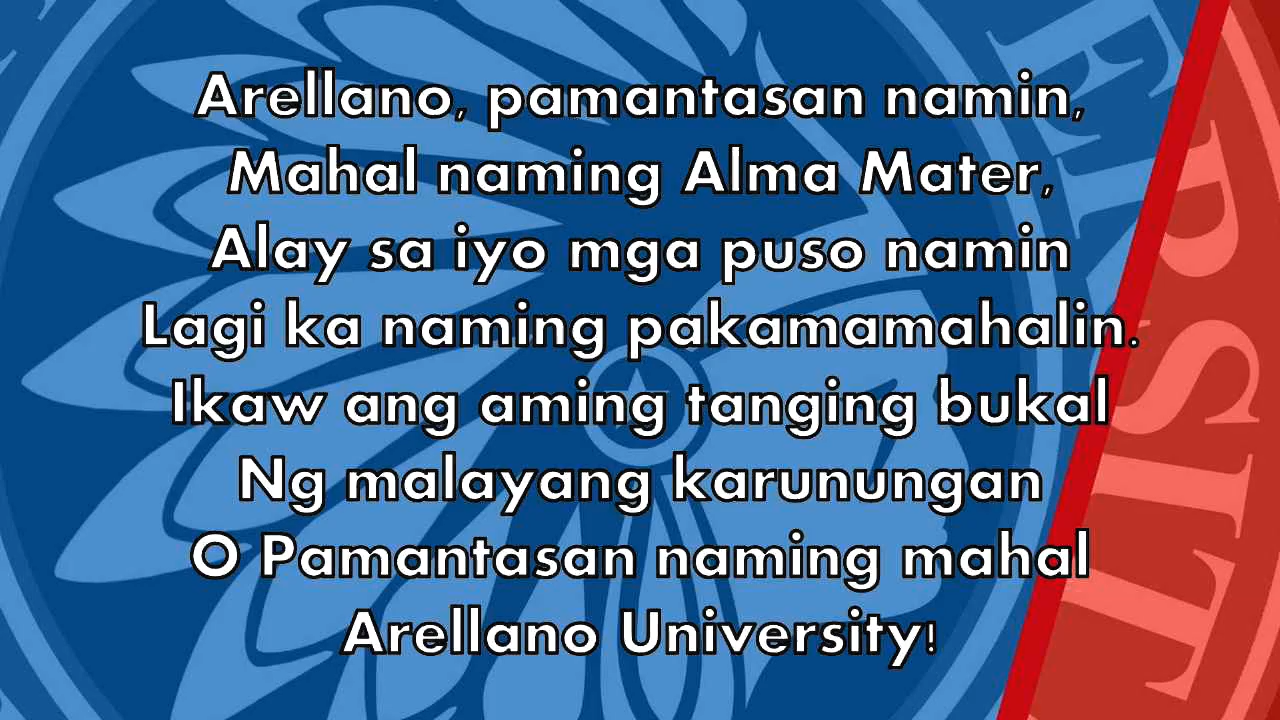 Arellano, pamantasan namin,
Mahal naming Alma Mater,
Alay sa iyo mga puso namin
Lagi ka naming pakamamahalin.
Ikaw ang aming tanging bukal
Ng malayang karunungan
O Pamantasan naming mahal
Arellano University!